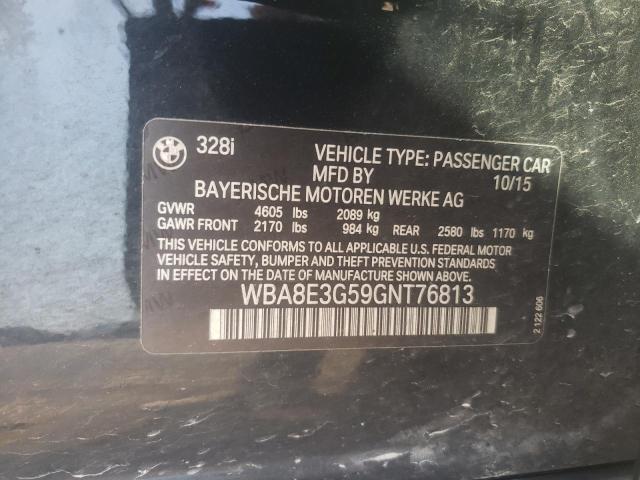 BMW 328i VEHICLE TYPE: PASSENGER CAR
MFD BY 10/15
BAYERISCHE MOTOREN WERKE AG
GVWR 4605 lbs 2089 kg
GAWR FRONT 2170 lbs 984 kg REAR 2580 lbs 1170 kg
THIS VEHICLE CONFORMS TO ALL APPLICABLE U.S. FEDERAL MOTOR
VEHICLE SAFETY, BUMPER AND THEFT PREVENTION STANDARDS
IN EFFECT ON THE DATE OF MANUFACTURE SHOWN ABOVE.
WBA8E3G59GNT76813
2 122 606